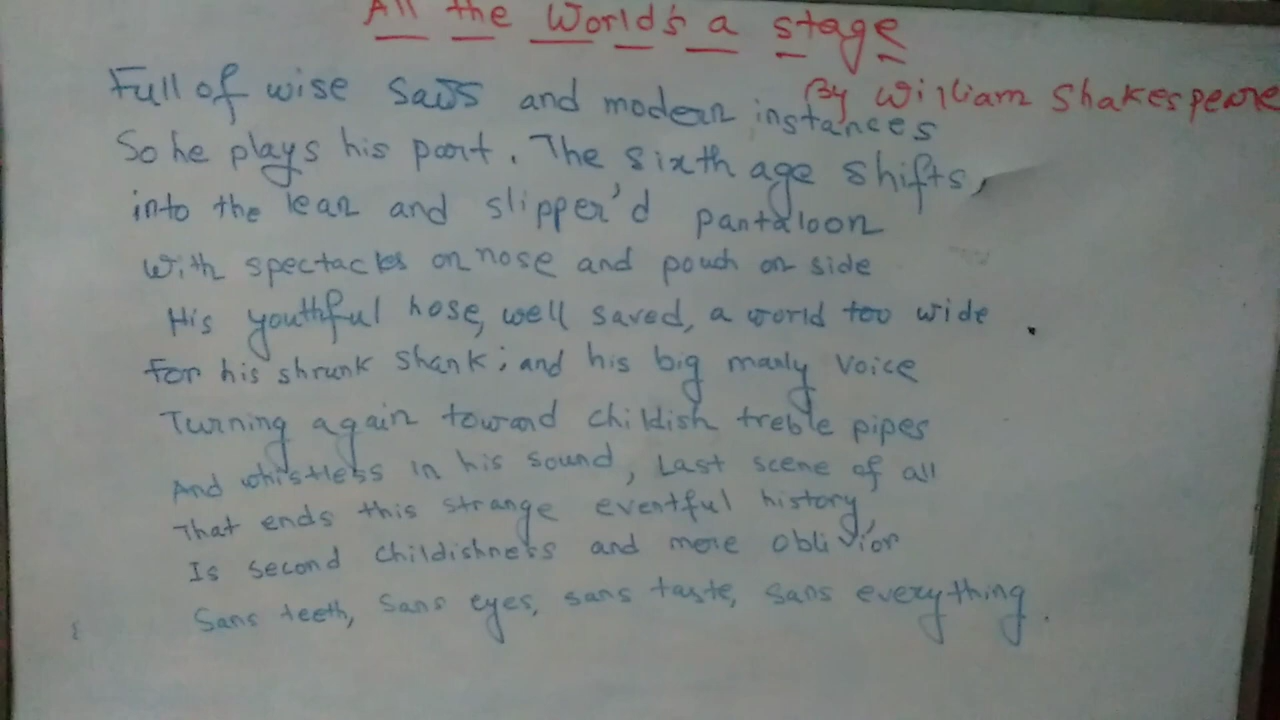 All the World's a stage
By William Shakespeare
Full of wise saws and modern instances
So he plays his part. The sixth age shifts,
into the lean and slipper'd pantaloon
With spectacles on nose and pouch on side
His youthful hose, well saved, a world too wide
For his shrunk shank; and his big manly voice
Turning again toward childish treble pipes
And whistless in his sound, Last scene of all
That ends this strange eventful history,
Is second childishness and mere oblivion
Sans teeth, sans eyes, sans taste, sans everything.